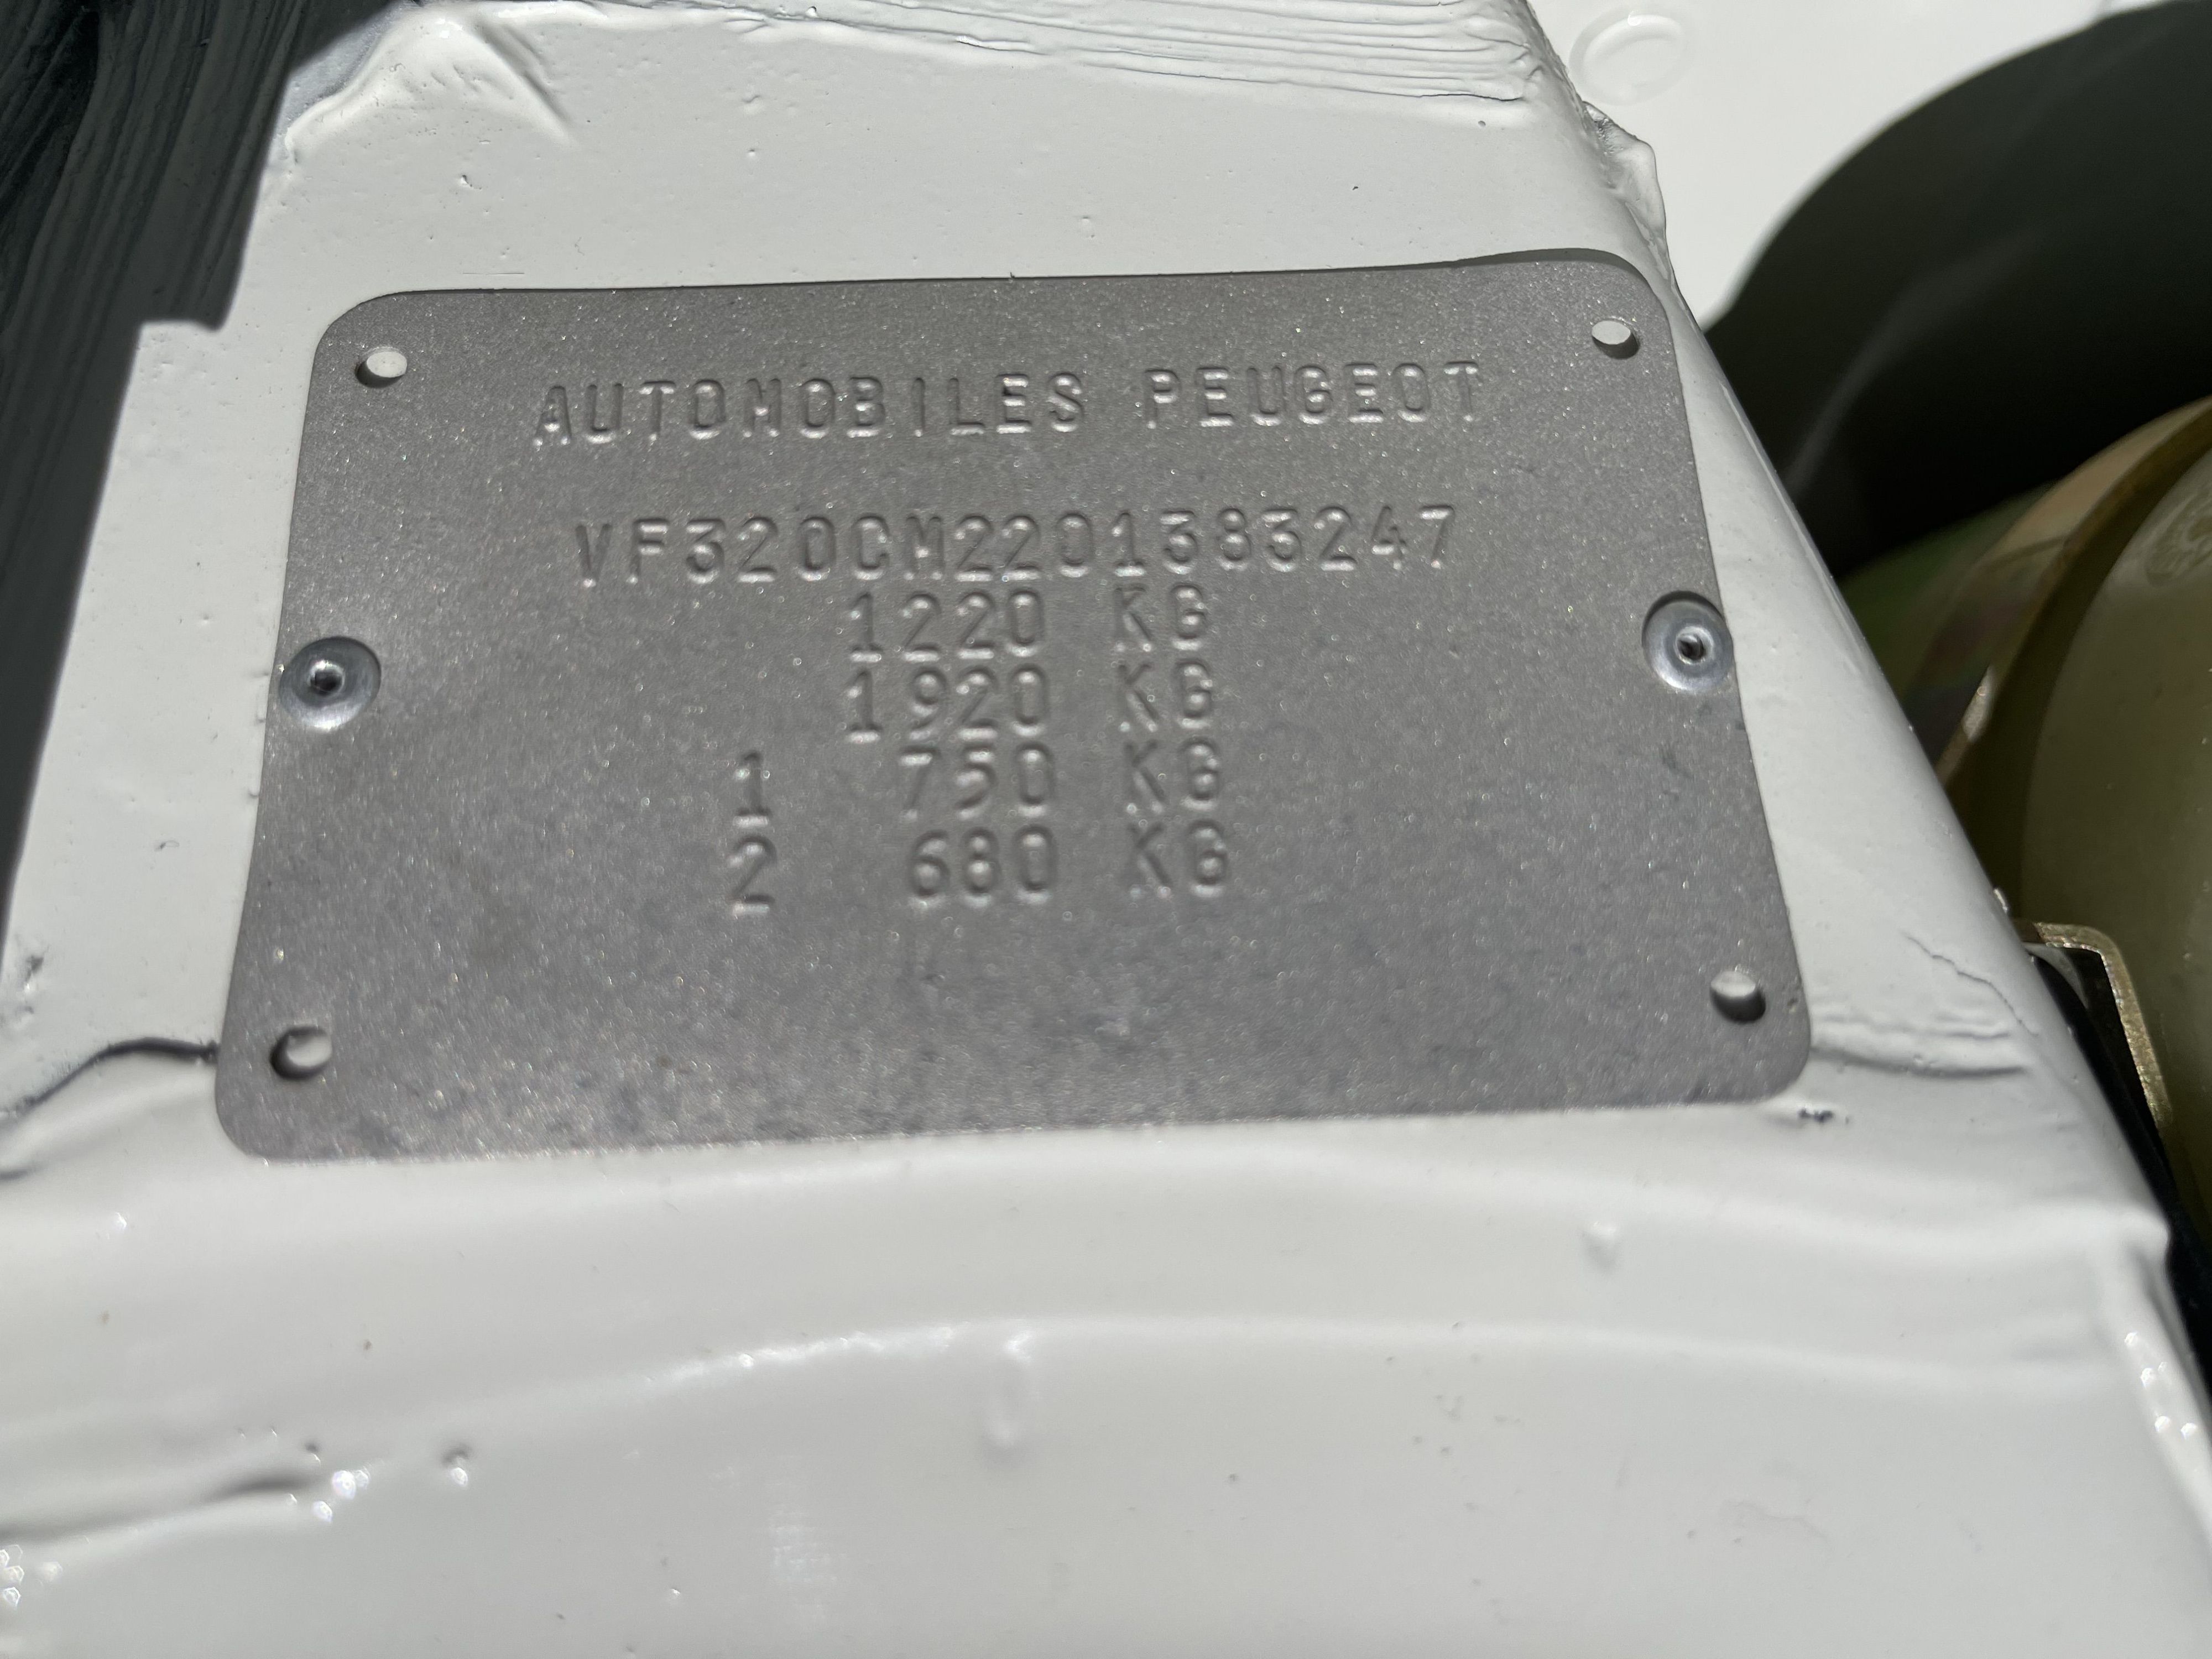 AUTOMOBILES PEUGEOT
VF320CM2201383247
1220 KG
1920 KG
1 750 KG
2 680 KG